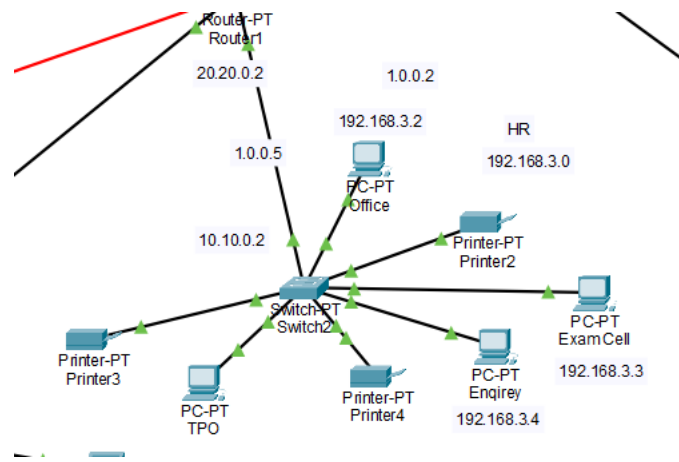 Router-PT
Router1
20.20.0.2
1.0.0.2
192.168.3.2
HR
1.0.0.5
192.168.3.0
PC-PT
Office
10.10.0.2
Printer-PT
Printer2
Switch-PT
Switch2
PC-PT
Exam Cell
Printer-PT
Printer3
192.168.3.3
PC-PT
Enqirey
Printer-PT
Printer4
PC-PT
TPO
192.168.3.4